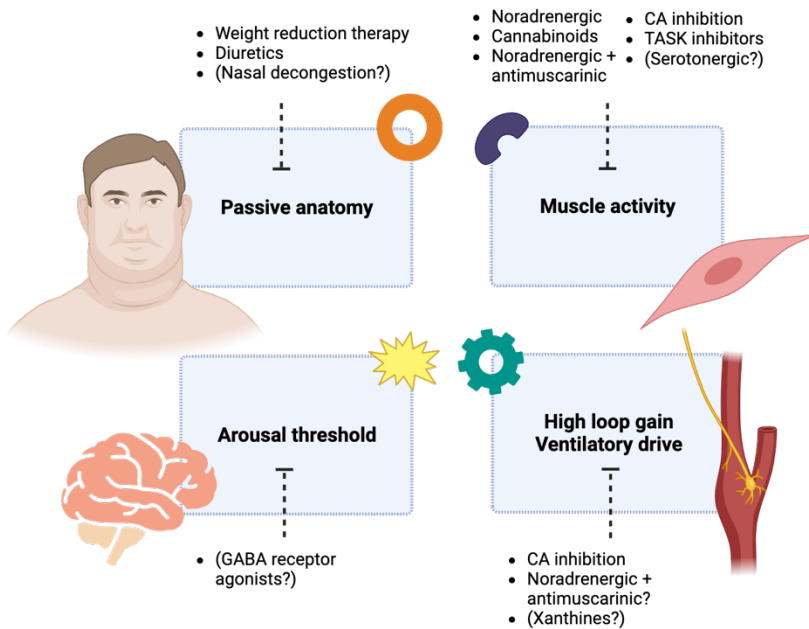 • Weight reduction therapy
• Diuretics
• (Nasal decongestion?)
• Noradrenergic
• Cannabinoids
• Noradrenergic +
antimuscarinic
• CA inhibition
• TASK inhibitors
• (Serotonergic?)
Passive anatomy
Muscle activity
Arousal threshold
High loop gain
Ventilatory drive
• (GABA receptor
agonists?)
• CA inhibition
• Noradrenergic +
antimuscarinic?
• (Xanthines?)